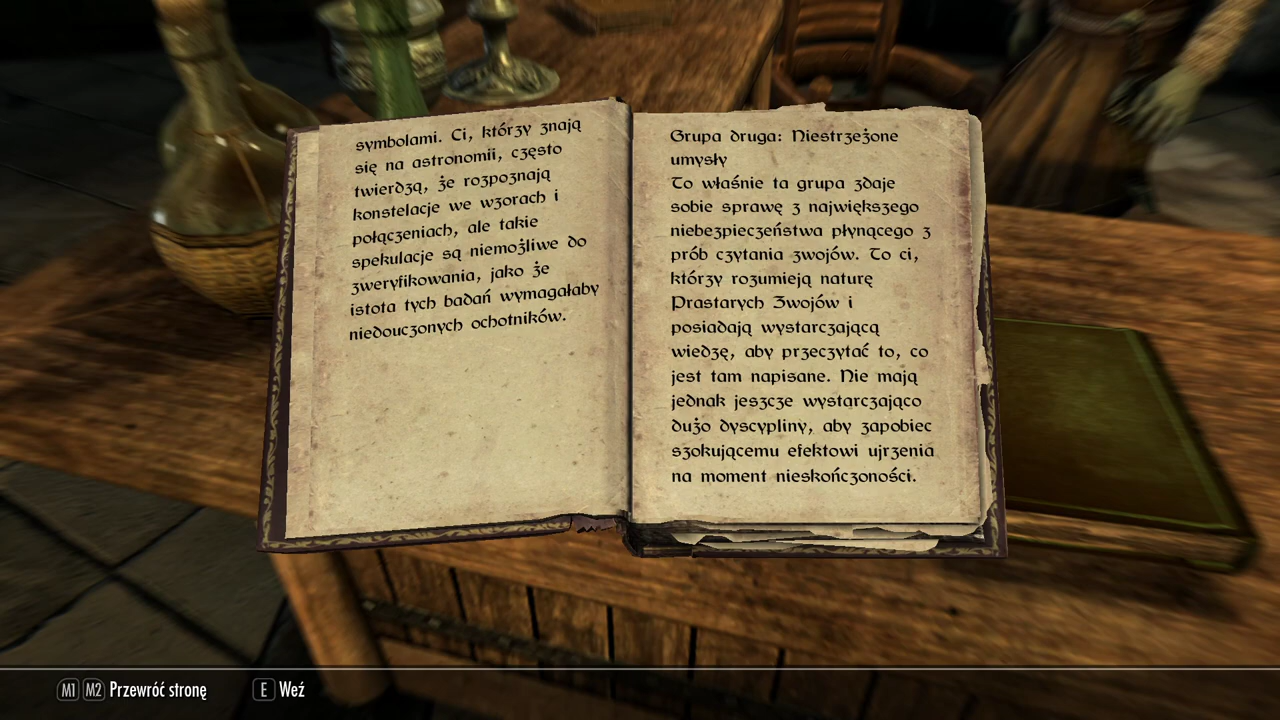 symbolami. Ci, którzy znają
się na astronomii, często
twierdzą, że rozpoznają
konstelacje we wzorach i
połączeniach, ale takie
spekulacje są niemożliwe do
zweryfikowania, jako że
istota tych badań wymagałaby
niedouczonych ochotników.
Grupa druga: Niestrzeżone
umysły
To właśnie ta grupa zdaje
sobie sprawę z największego
niebezpieczeństwa płynącego z
prób czytania zwojów. To ci,
którzy rozumieją naturę
Prastarych Zwojów i
posiadają wystarczającą
wiedzę, aby przeczytać to, co
jest tam napisane. Nie mają
jednak jeszcze wystarczająco
dużo dyscypliny, aby zapobiec
szokującemu efektowi ujrzenia
na moment nieskończoności.
M1 M2 Przewróć stronę E Weź